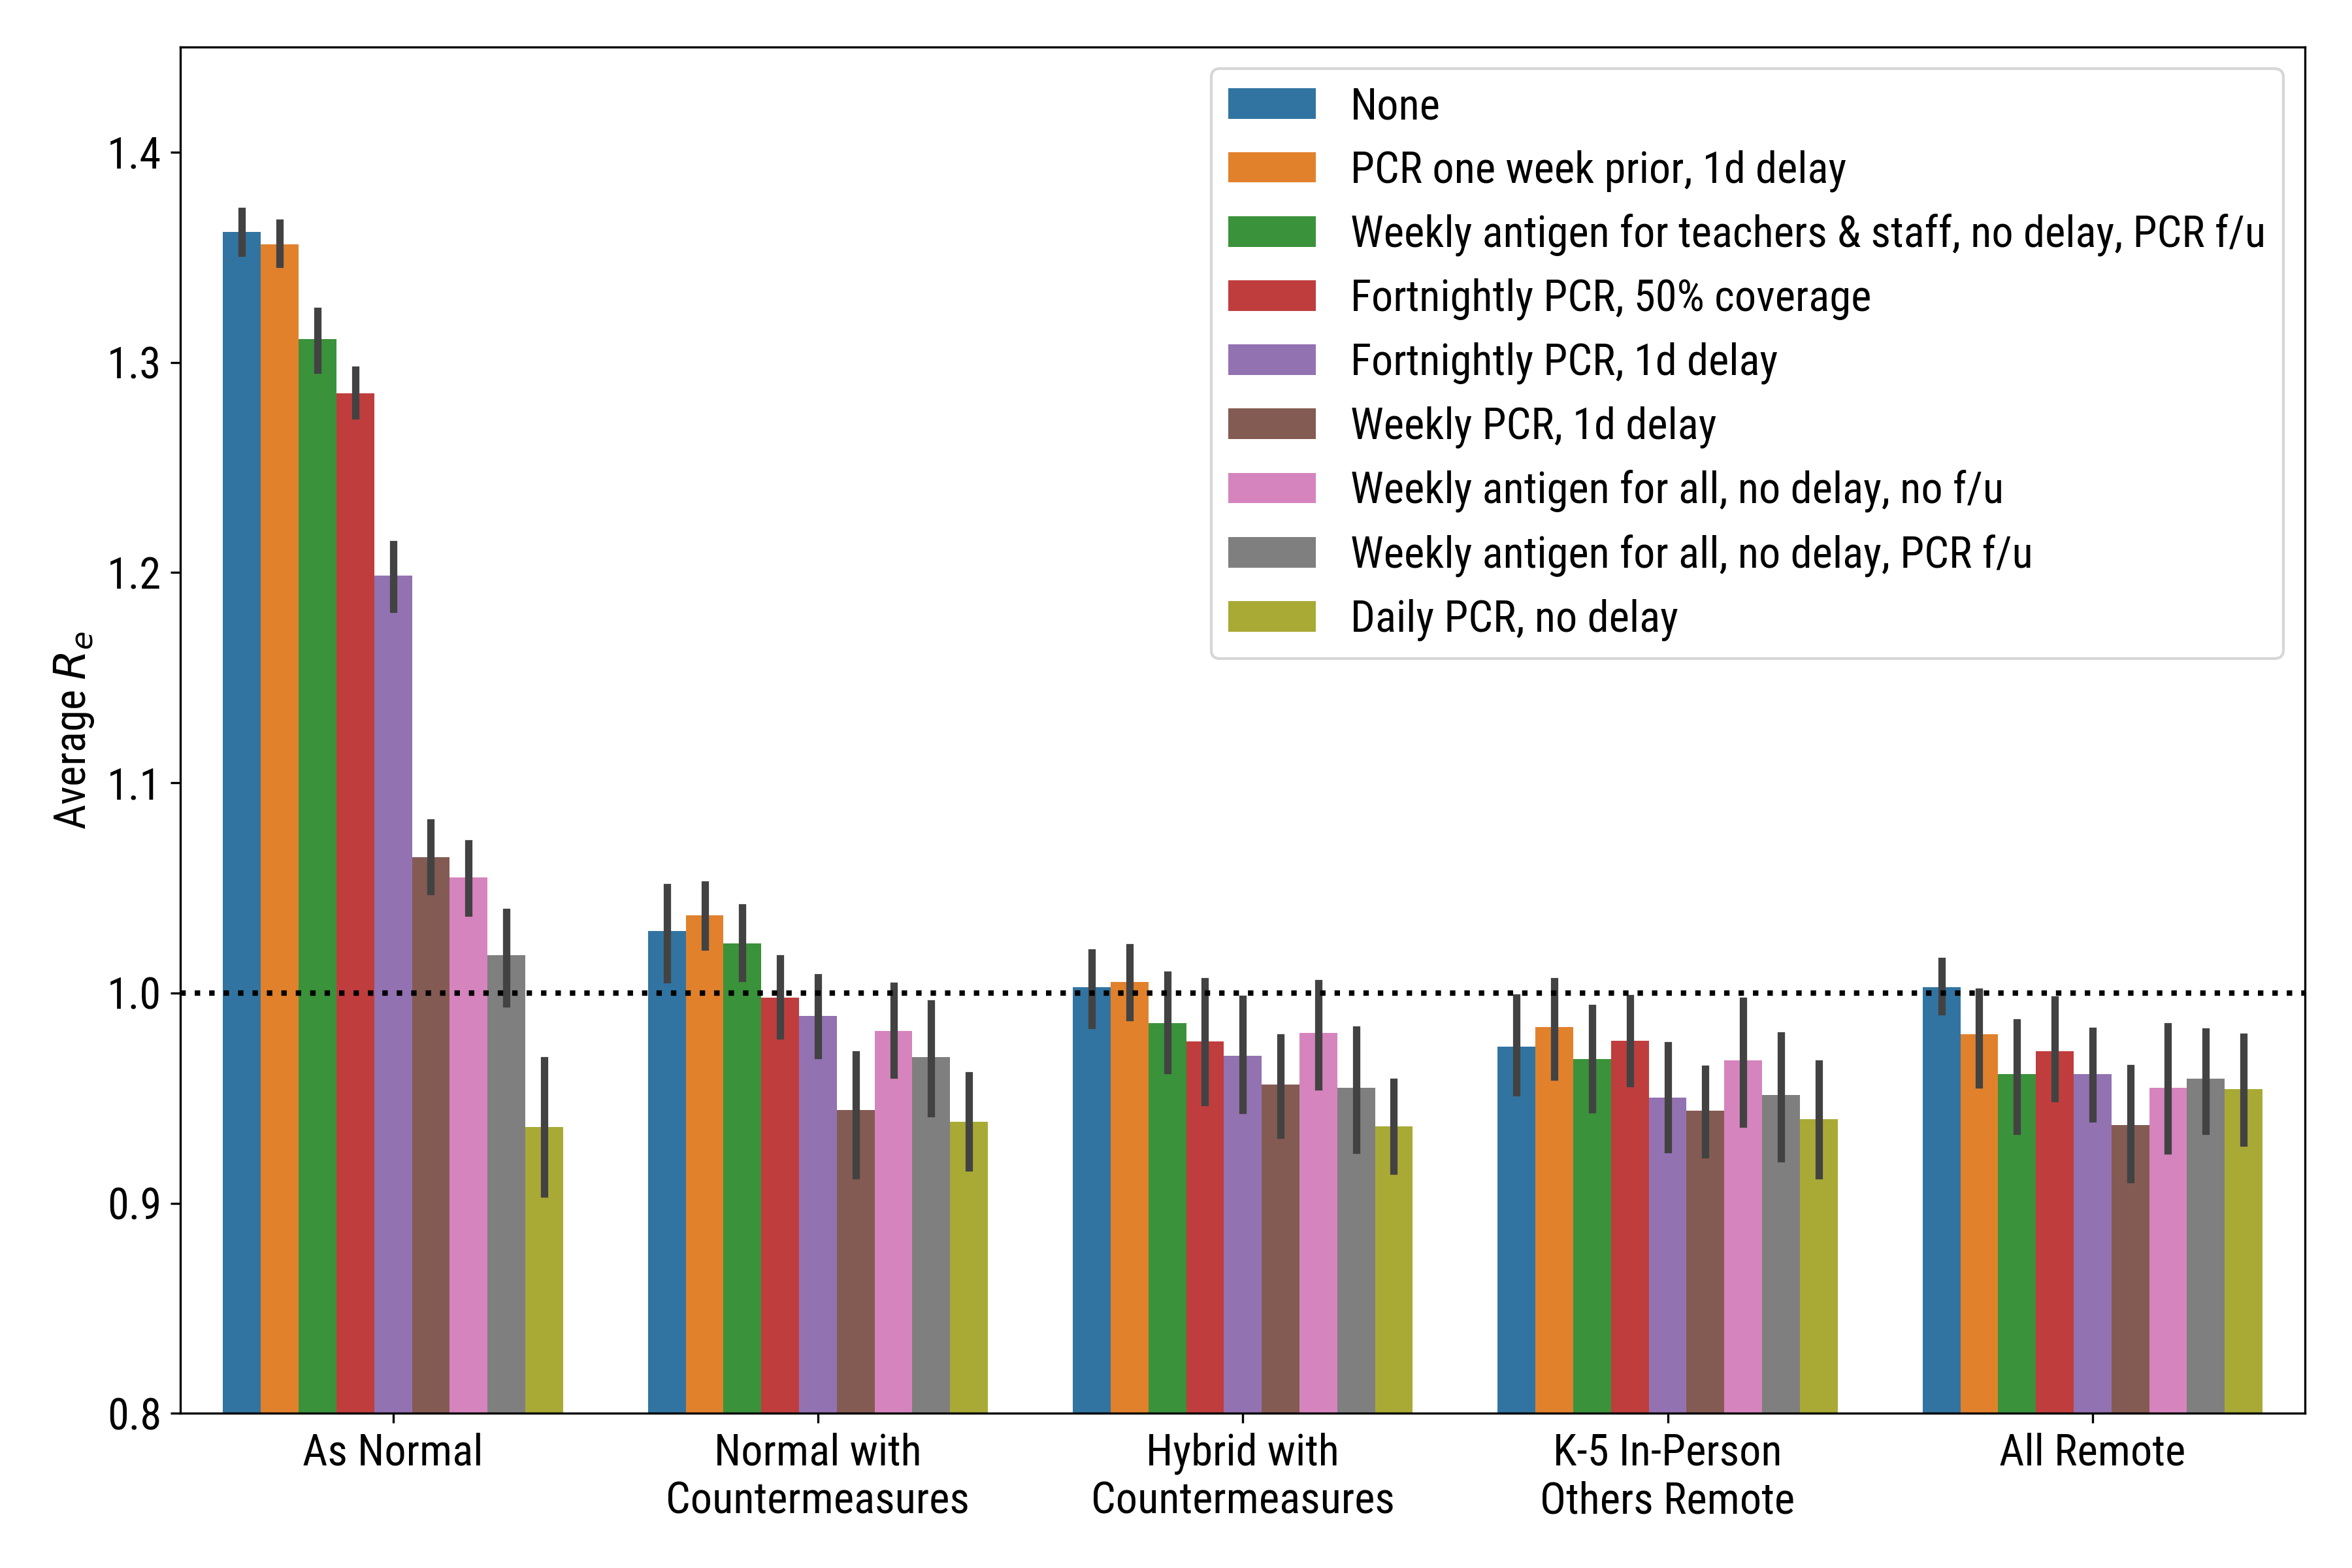 None
PCR one week prior, 1d delay
Weekly antigen for teachers & staff, no delay, PCR f/u
Fortnightly PCR, 50% coverage
Fortnightly PCR, 1d delay
Weekly PCR, 1d delay
Weekly antigen for all, no delay, no f/u
Weekly antigen for all, no delay, PCR f/u
Daily PCR, no delay
Average Re
1.4
1.3
1.2
1.1
1.0
0.9
0.8
As Normal
Normal with
Countermeasures
Hybrid with
Countermeasures
K-5 In-Person
Others Remote
All Remote